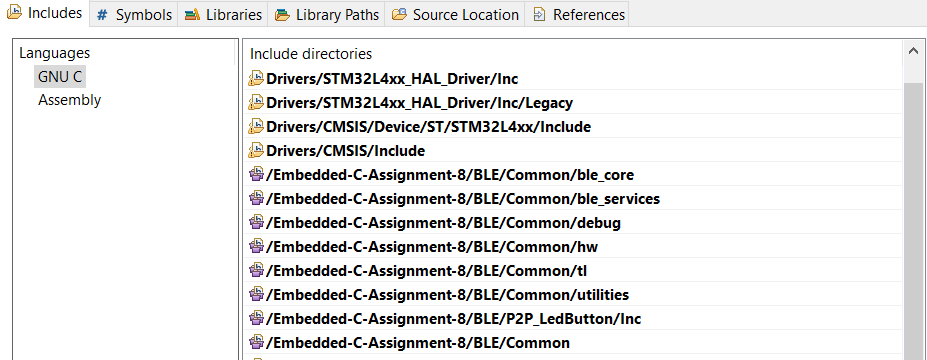 Includes # Symbols Libraries Library Paths Source Location References
Languages
GNU C
Assembly
Include directories
Drivers/STM32L4xx_HAL_Driver/Inc
Drivers/STM32L4xx_HAL_Driver/Inc/Legacy
Drivers/CMSIS/Device/ST/STM32L4xx/Include
Drivers/CMSIS/Include
/Embedded-C-Assignment-8/BLE/Common/ble_core
/Embedded-C-Assignment-8/BLE/Common/ble_services
/Embedded-C-Assignment-8/BLE/Common/debug
/Embedded-C-Assignment-8/BLE/Common/hw
/Embedded-C-Assignment-8/BLE/Common/tl
/Embedded-C-Assignment-8/BLE/Common/utilities
/Embedded-C-Assignment-8/BLE/P2P_LedButton/Inc
/Embedded-C-Assignment-8/BLE/Common